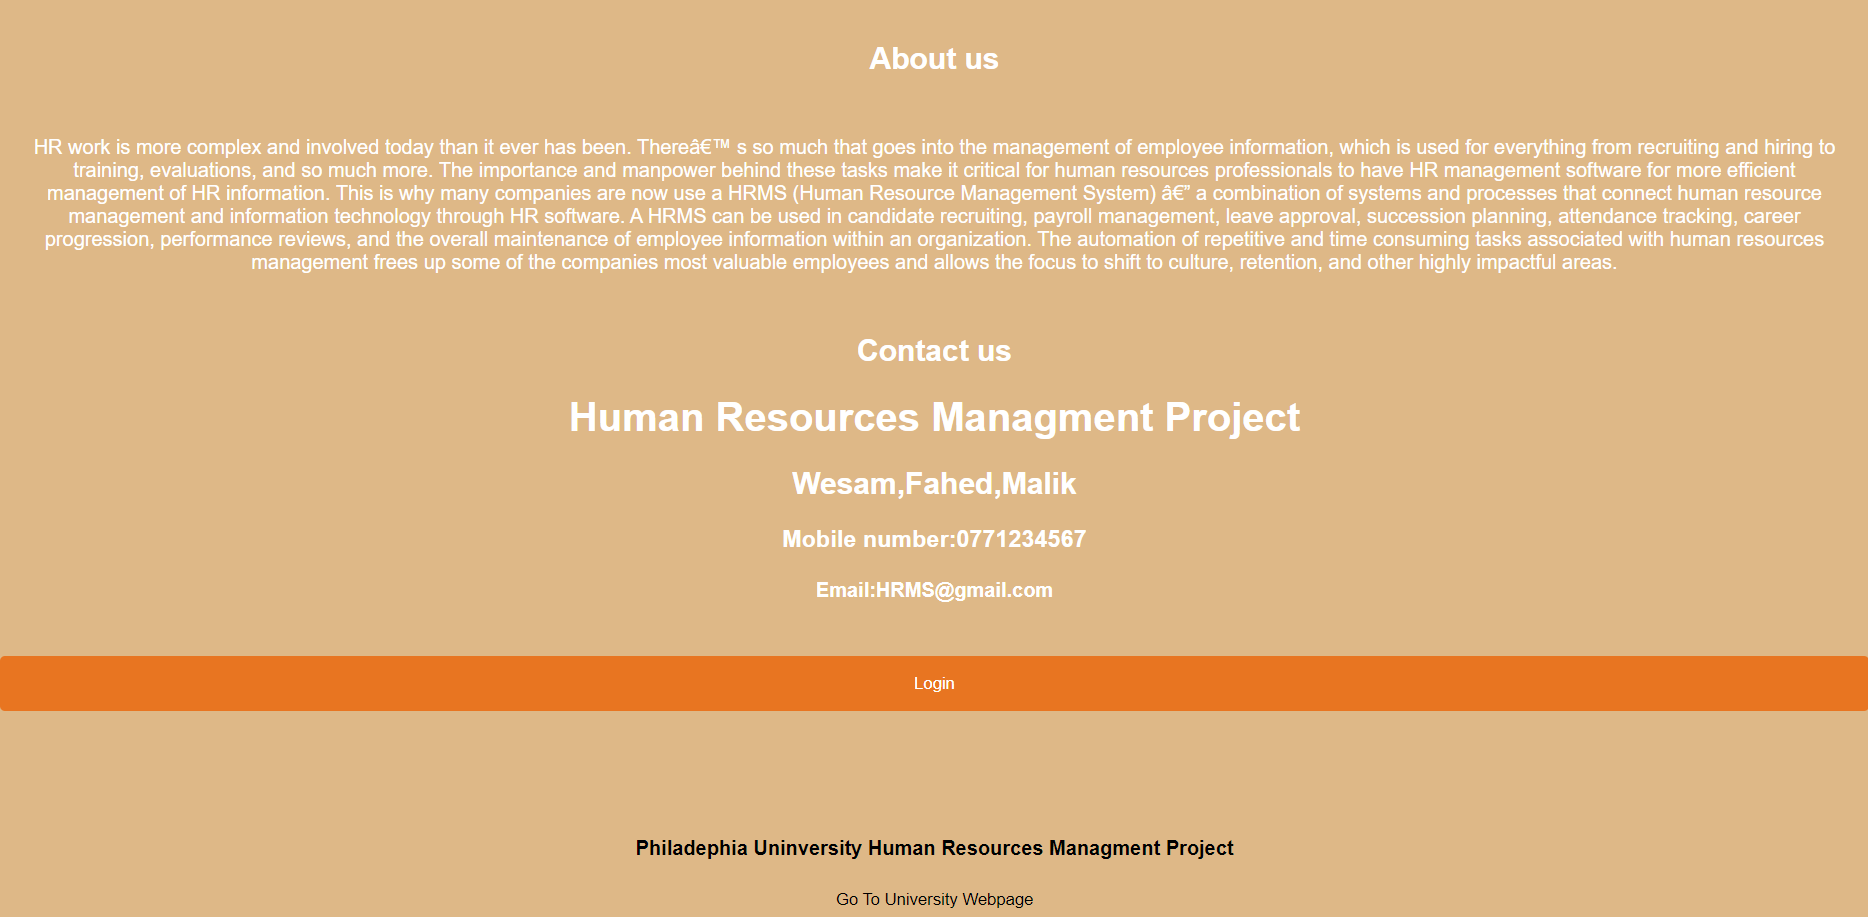 About us
HR work is more complex and involved today than it ever has been. Thereâ€™ s so much that goes into the management of employee information, which is used for everything from recruiting and hiring to
training, evaluations, and so much more. The importance and manpower behind these tasks make it critical for human resources professionals to have HR management software for more efficient
management of HR information. This is why many companies are now use a HRMS (Human Resource Management System) â€” a combination of systems and processes that connect human resource
management and information technology through HR software. A HRMS can be used in candidate recruiting, payroll management, leave approval, succession planning, attendance tracking, career
progression, performance reviews, and the overall maintenance of employee information within an organization. The automation of repetitive and time consuming tasks associated with human resources
management frees up some of the companies most valuable employees and allows the focus to shift to culture, retention, and other highly impactful areas.
Contact us
Human Resources Managment Project
Wesam,Fahed,Malik
Mobile number:0771234567
Email:HRMS@gmail.com
Login
Philadephia Uninversity Human Resources Managment Project
Go To University Webpage